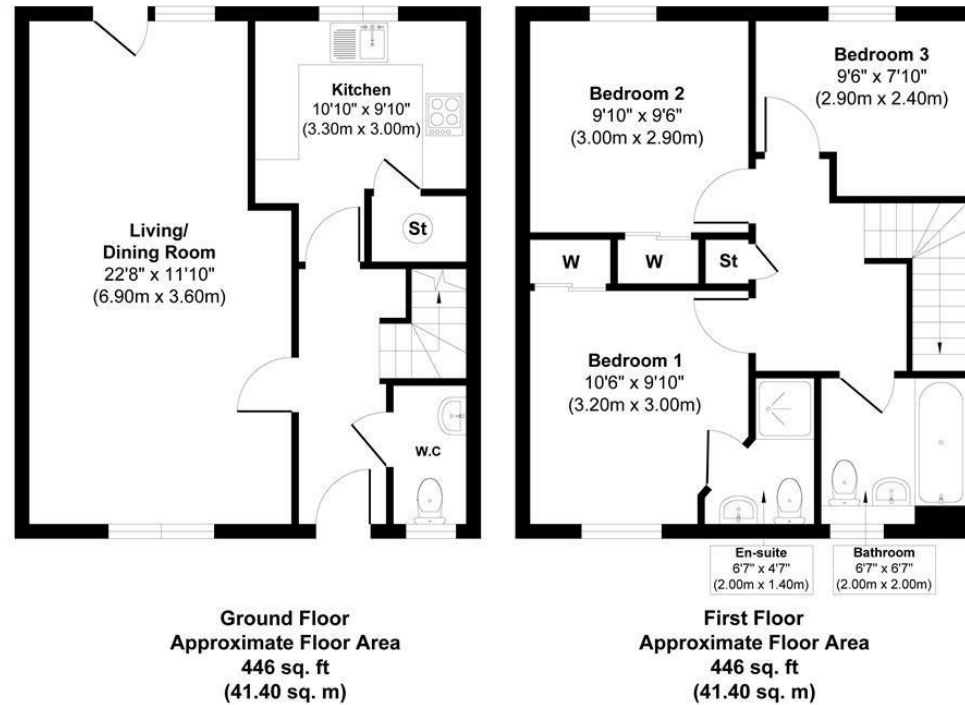 Kitchen
10'10" x 9'10"
(3.30m x 3.00m)
St
Living/
Dining Room
22'8" x 11'10"
(6.90m x 3.60m)
W.C
Ground Floor
Approximate Floor Area
446 sq. ft
(41.40 sq. m)
Bedroom 3
9'6" x 7'10"
(2.90m x 2.40m)
Bedroom 2
9'10" x 9'6"
(3.00m x 2.90m)
W
W
St
Bedroom 1
10'6" x 9'10"
(3.20m x 3.00m)
En-suite
6'7" x 4'7"
(2.00m x 1.40m)
Bathroom
6'7" x 6'7"
(2.00m x 2.00m)
First Floor
Approximate Floor Area
446 sq. ft
(41.40 sq. m)